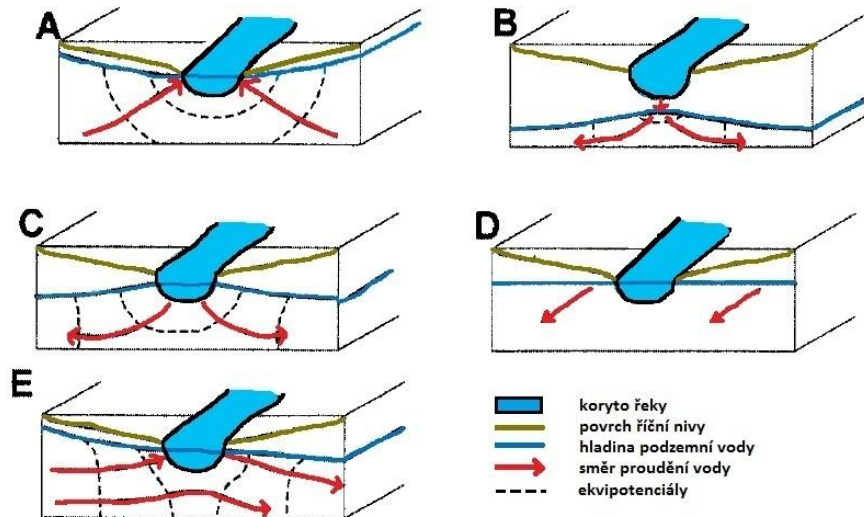 A
B
C
D
E
koryto řeky
povrch říční nivy
hladina podzemní vody
směr proudění vody
ekvipotenciály